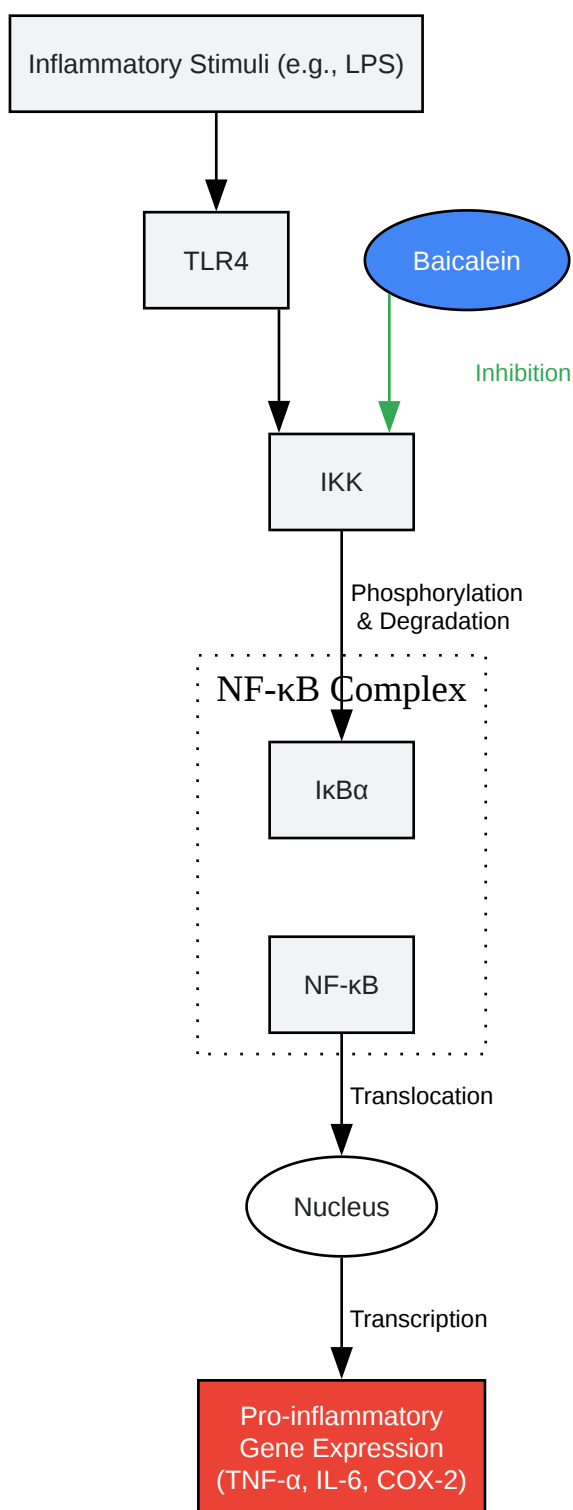 Inflammatory Stimuli (e.g., LPS)
TLR4
Baicalein
Inhibition
IKK
Phosphorylation
& Degradation
NF-κB Complex
IκBα
NF-κB
Translocation
Nucleus
Transcription
Pro-inflammatory
Gene Expression
(TNF-α, IL-6, COX-2)